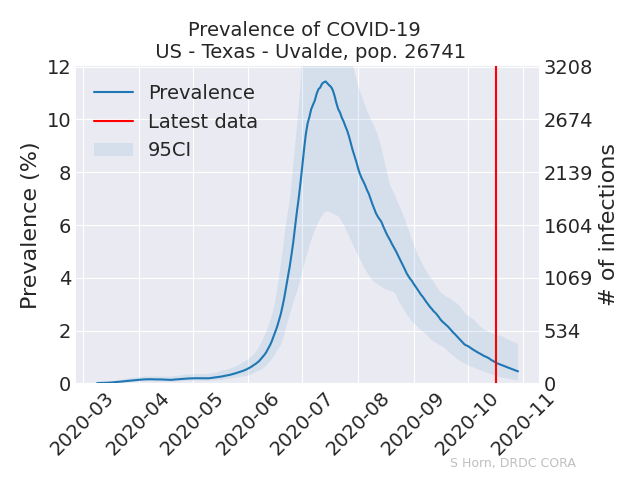 Prevalence of COVID-19
US - Texas - Uvalde, pop. 26741
12
10
8
6
4
2
0
Prevalence (%)
Prevalence
Latest data
95CI
3208
2674
2139
1604
1069
534
0
# of infections
2020-03
2020-04
2020-05
2020-06
2020-07
2020-08
2020-09
2020-10
2020-11
S Horn, DRDC CORA